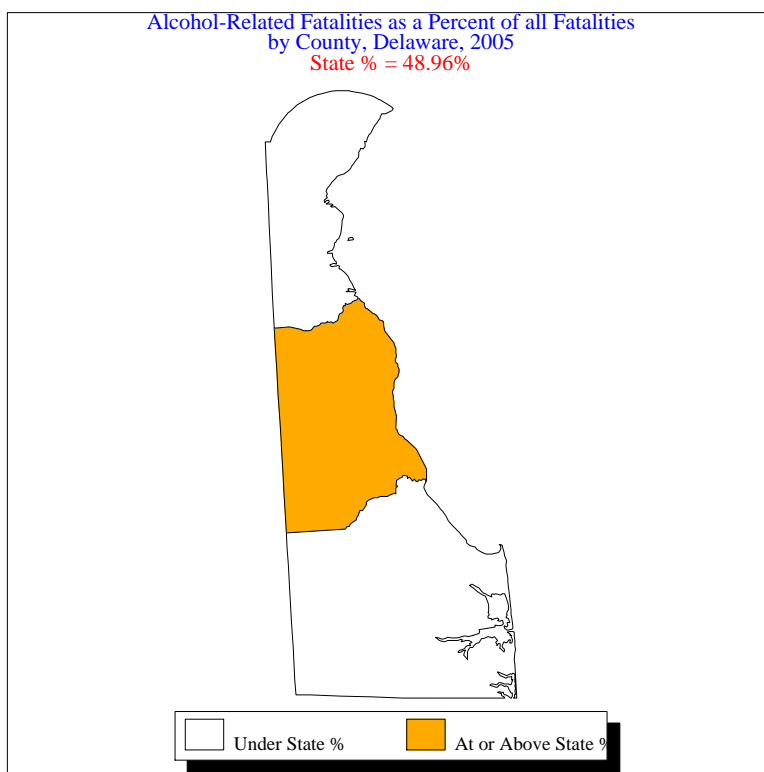 Alcohol-Related Fatalities as a Percent of all Fatalities
by County, Delaware, 2005
State % = 48.96%
Under State %
At or Above State %